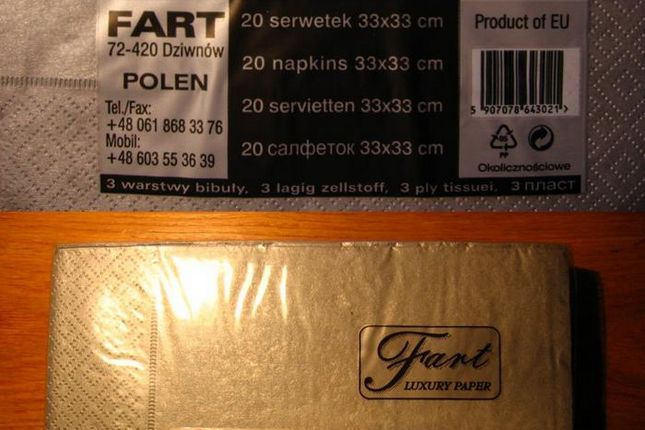 FART
72-420 Dziwnów
POLEN
Tel./Fax:
+48 061 868 33 76
Mobil:
+48 603 55 36 39
20 serwetek 33x33 cm
20 napkins 33x33 cm
20 servietten 33x33 cm
20 салфеток 33x33 cm
Product of EU
5 907078 643021 >
PP
Okolicznościowe
3 warstwy bibuły, 3 lagig zellstoff, 3 ply tissuei, 3 пласт
Fart
LUXURY PAPER